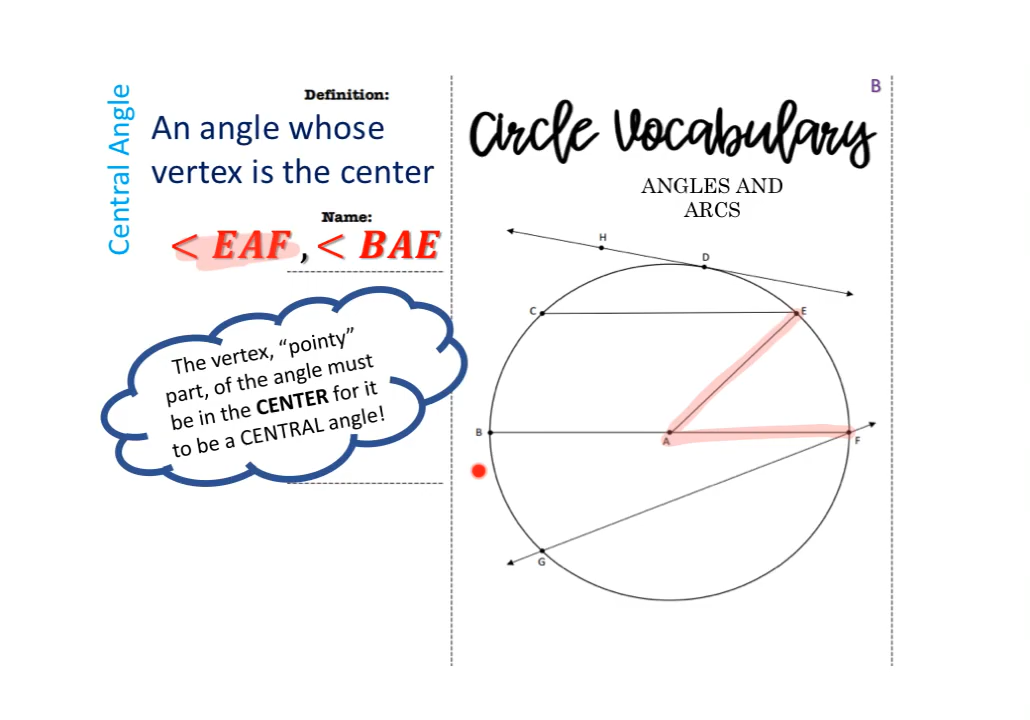 Central Angle
Definition:
An angle whose
vertex is the center
Name:
< EAF , < BAE
The vertex, “pointy”
part, of the angle must
be in the CENTER for it
to be a CENTRAL angle!
B
Circle Vocabulary
ANGLES AND
ARCS
H
D
C
E
B
A
F
G